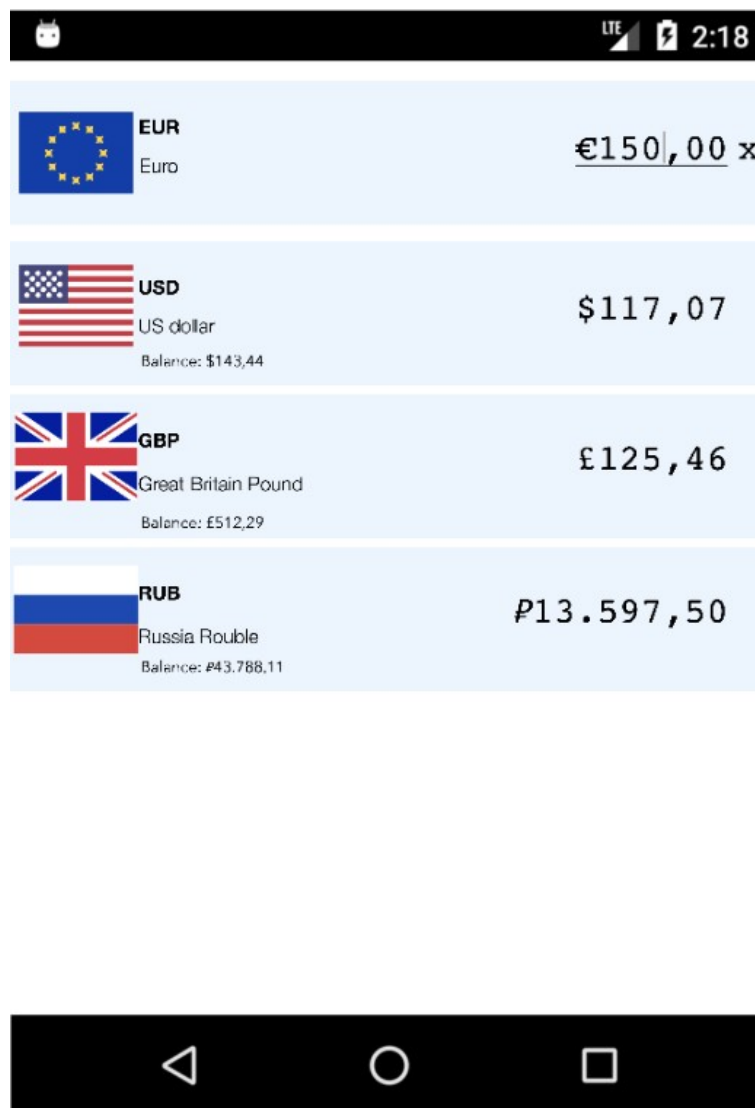 LTE 2:18
EUR
Euro
€150,00 x
USD
US dollar
Balance: $143,44
$117,07
GBP
Great Britain Pound
Balance: £512,29
£125,46
RUB
Russia Rouble
Balance: ₽43.788,11
₽13.597,50